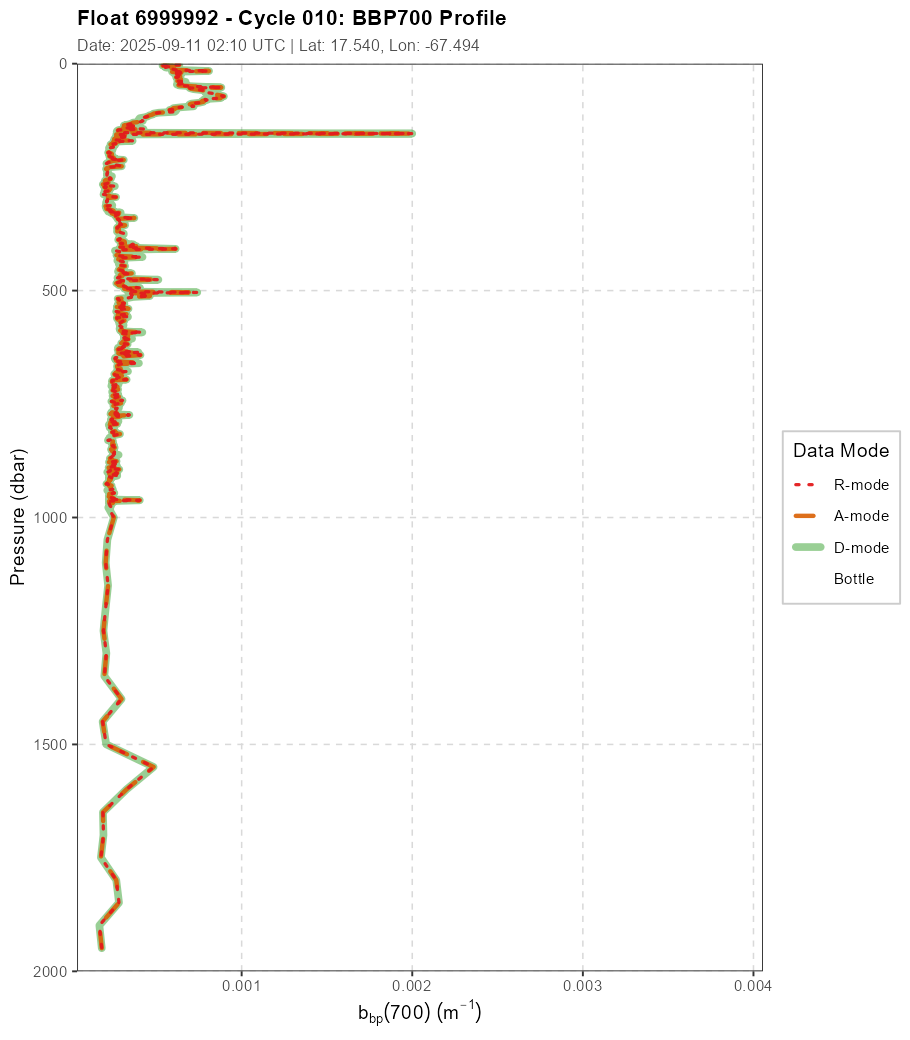 Float 6999992 - Cycle 010: BBP700 Profile
Date: 2025-09-11 02:10 UTC | Lat: 17.540, Lon: -67.494
0
500
1000
1500
2000
Pressure (dbar)
0.001 0.002 0.003 0.004
b_bp(700) (m⁻¹)
Data Mode
R-mode
A-mode
D-mode
Bottle